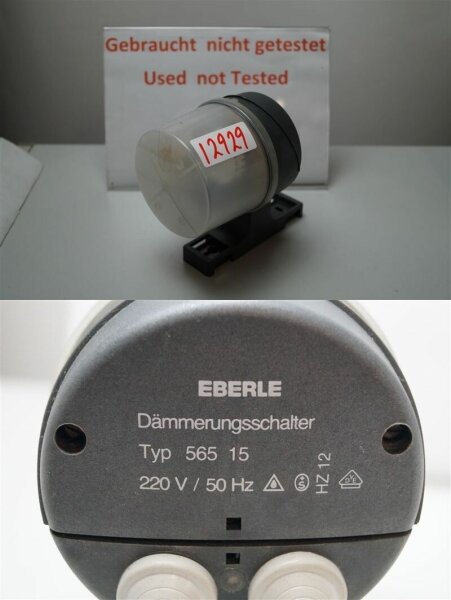 Gebraucht nicht getestet
Used not Tested
12929
EBERLE
Dämmerungsschalter
Typ 565 15
220 V / 50 Hz
HZ 12